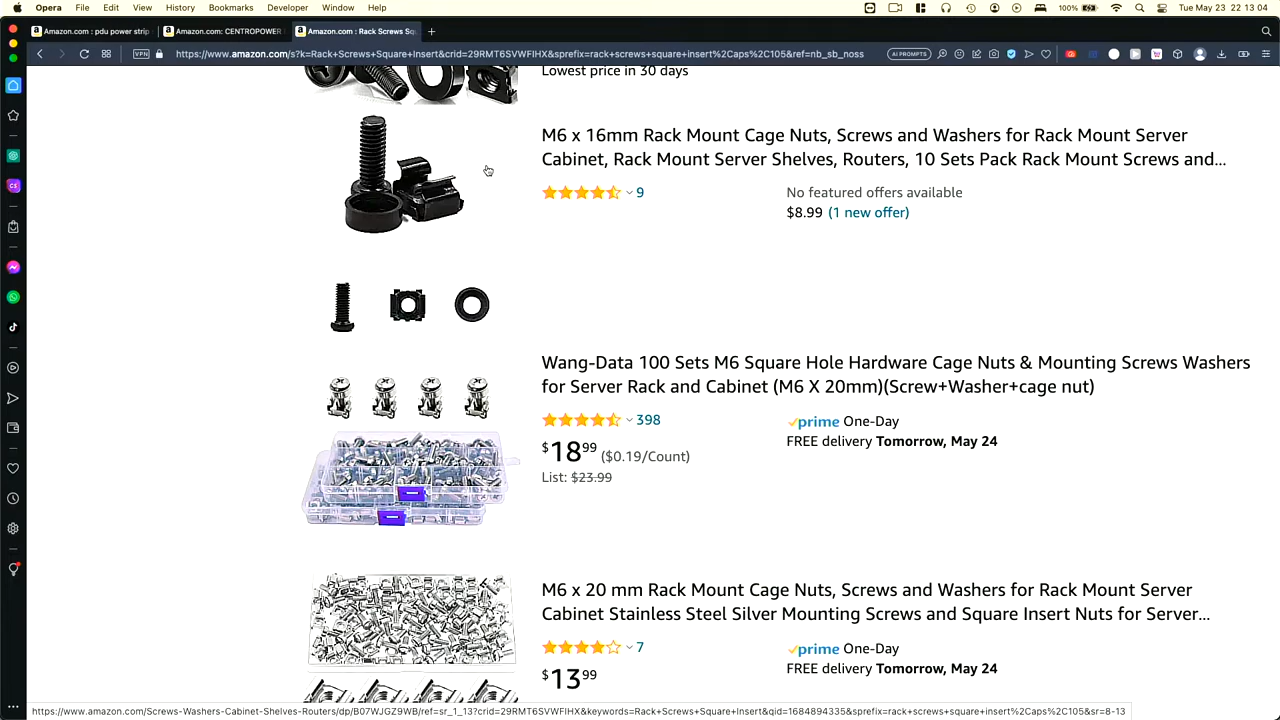 Opera File Edit View History Bookmarks Developer Window Help 100% Tue May 23 22 13 04
Amazon.com : pdu power strip
Amazon.com: CENTROPOWER
Amazon.com : Rack Screws Sq
VPN https://www.amazon.com/s?k=Rack+Screws+Square+Insert&crid=29RMT6SVWFIHX&sprefix=rack+screws+square+insert%2Caps%2C105&ref=nb_sb_noss AI PROMPTS
Lowest price in 30 days
M6 x 16mm Rack Mount Cage Nuts, Screws and Washers for Rack Mount Server
Cabinet, Rack Mount Server Shelves, Routers, 10 Sets Pack Rack Mount Screws and...
9
No featured offers available
$8.99 (1 new offer)
Wang-Data 100 Sets M6 Square Hole Hardware Cage Nuts & Mounting Screws Washers
for Server Rack and Cabinet (M6 X 20mm)(Screw+Washer+cage nut)
398
$18 99 ($0.19/Count)
List: $23.99
prime One-Day
FREE delivery Tomorrow, May 24
M6 x 20 mm Rack Mount Cage Nuts, Screws and Washers for Rack Mount Server
Cabinet Stainless Steel Silver Mounting Screws and Square Insert Nuts for Server...
7
$13 99
prime One-Day
FREE delivery Tomorrow, May 24
https://www.amazon.com/Screws-Washers-Cabinet-Shelves-Routers/dp/B07WJGZ9WB/ref=sr_1_13?crid=29RMT6SVWFIHX&keywords=Rack+Screws+Square+Insert&qid=1684894335&sprefix=rack+screws+square+insert%2Caps%2C105&sr=8-13